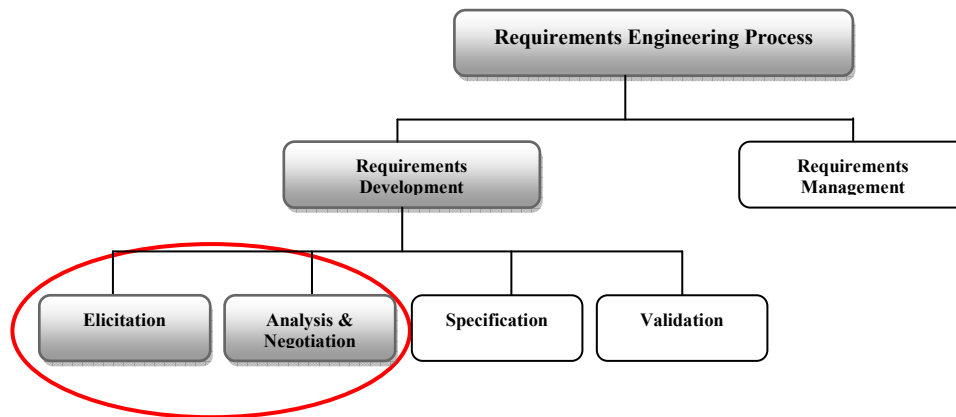 Requirements Engineering Process
Requirements
Development
Requirements
Management
Elicitation
Analysis &
Negotiation
Specification
Validation